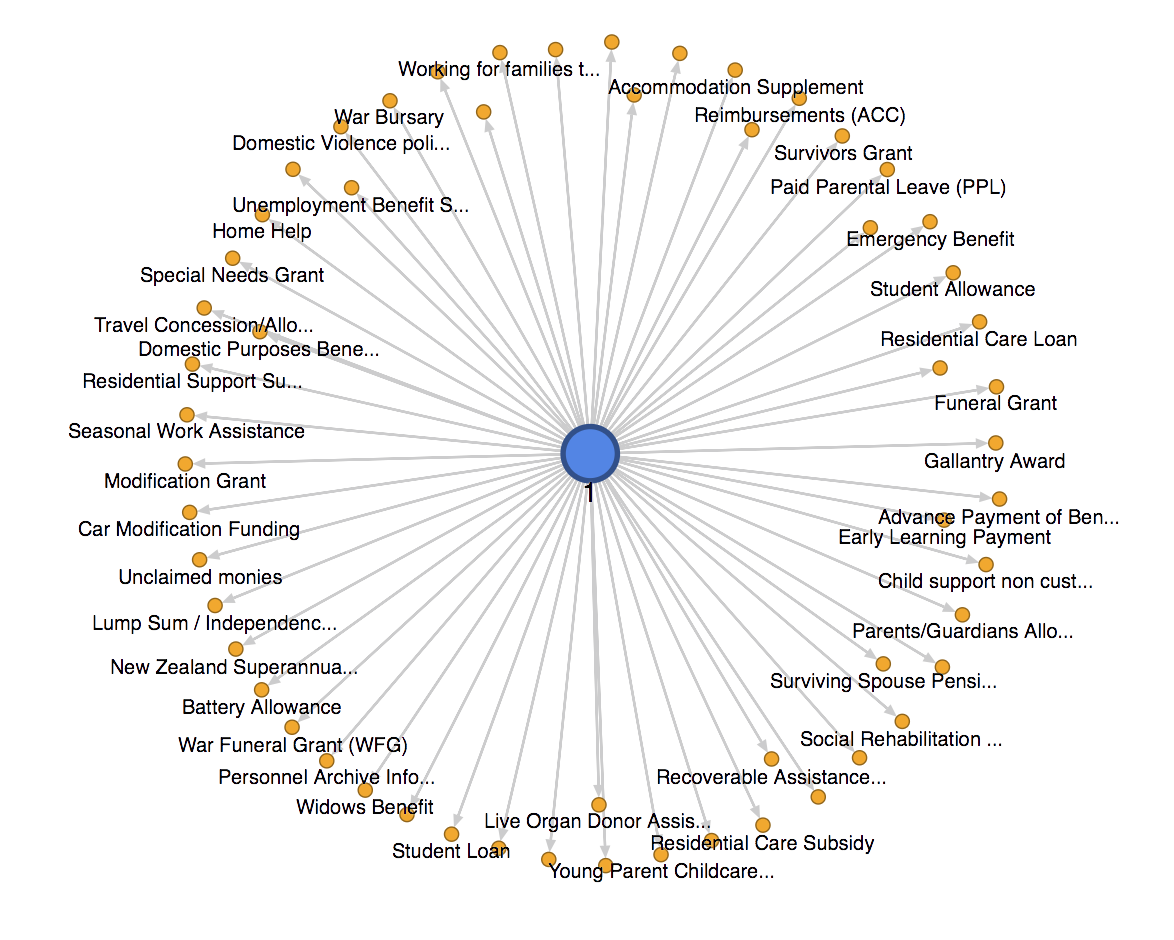 Working for families t...
Accommodation Supplement
War Bursary
Reimbursements (ACC)
Domestic Violence poli...
Survivors Grant
Paid Parental Leave (PPL)
Unemployment Benefit S...
Home Help
Emergency Benefit
Special Needs Grant
Student Allowance
Travel Concession/Allo...
Residential Care Loan
Domestic Purposes Bene...
Residential Support Su...
Funeral Grant
Seasonal Work Assistance
Gallantry Award
Modification Grant
1
Advance Payment of Ben...
Car Modification Funding
Early Learning Payment
Unclaimed monies
Child support non cust...
Lump Sum / Independenc...
Parents/Guardians Allo...
New Zealand Superannua...
Surviving Spouse Pensi...
Battery Allowance
Social Rehabilitation ...
War Funeral Grant (WFG)
Personnel Archive Info...
Recoverable Assistance...
Widows Benefit
Live Organ Donor Assis...
Residential Care Subsidy
Student Loan
Young Parent Childcare...